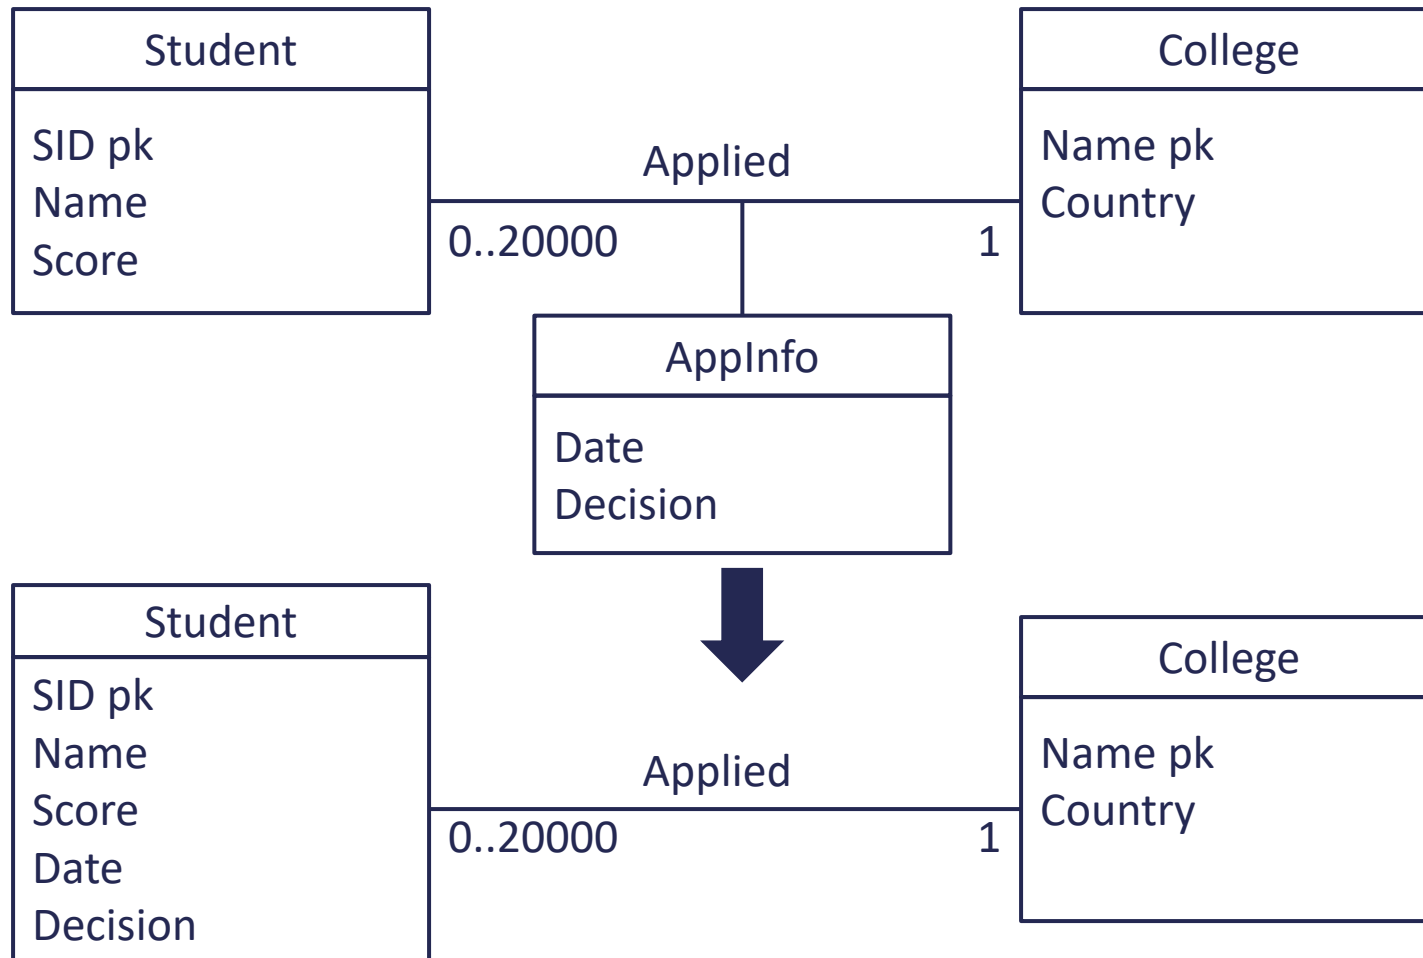 Student
SID pk
Name
Score
Applied
0..20000
1
College
Name pk
Country
AppInfo
Date
Decision
Student
SID pk
Name
Score
Date
Decision
Applied
0..20000
1
College
Name pk
Country